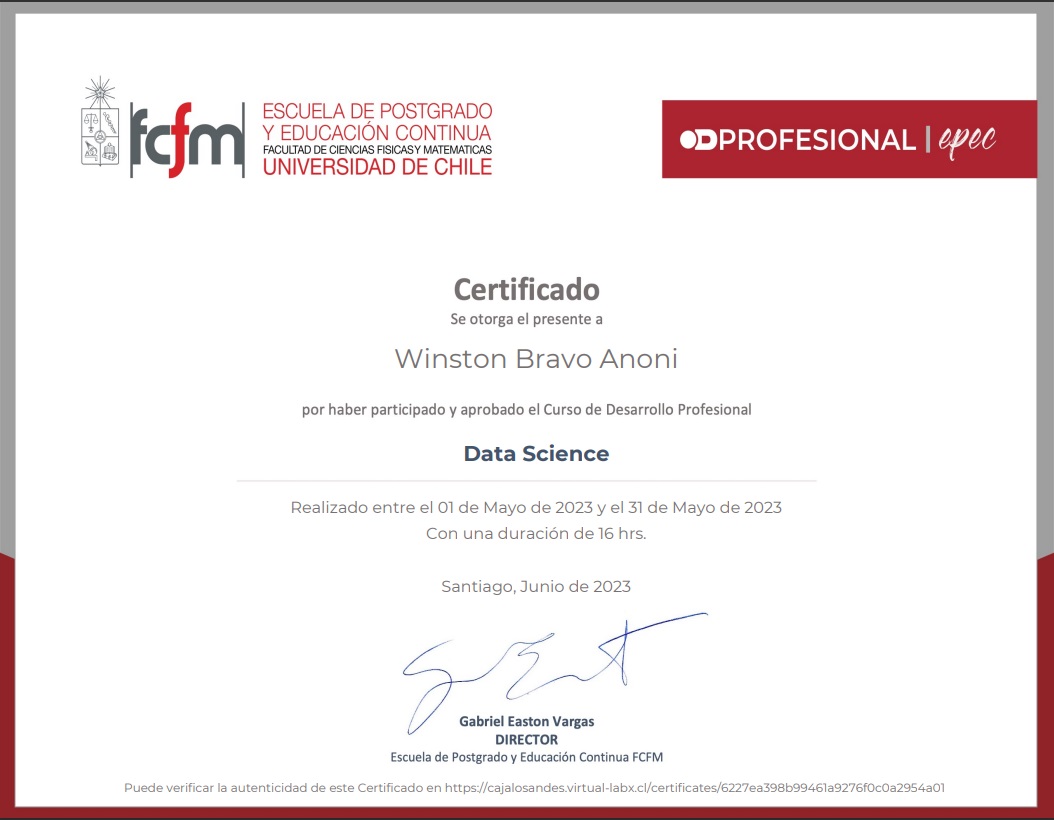 fcfm
ESCUELA DE POSTGRADO
Y EDUCACIÓN CONTINUA
FACULTAD DE CIENCIAS FISICAS Y MATEMATICAS
UNIVERSIDAD DE CHILE
PROFESIONAL | epec
Certificado
Se otorga el presente a
Winston Bravo Anoni
por haber participado y aprobado el Curso de Desarrollo Profesional
Data Science
Realizado entre el 01 de Mayo de 2023 y el 31 de Mayo de 2023
Con una duración de 16 hrs.
Santiago, Junio de 2023
Gabriel Easton Vargas
DIRECTOR
Escuela de Postgrado y Educación Continua FCFM
Puede verificar la autenticidad de este Certificado en https://cajalosandes.virtual-labx.cl/certificates/6227ea398b99461a9276f0c0a2954a01